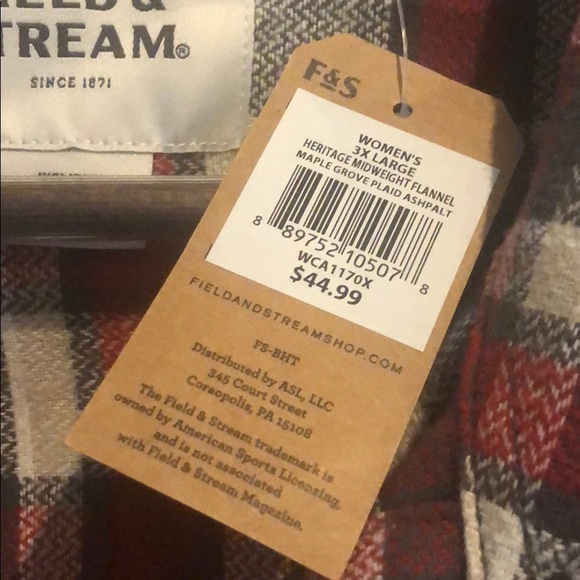 STREAM®
SINCE 1871
F&S
WOMEN'S
3X LARGE
HERITAGE MIDWEIGHT FLANNEL
MAPLE GROVE PLAID ASHPALT
8 89752 10507 8
WCA1170X
$44.99
FIELDANDSTREAMSHOP.COM
FS-BHT
Distributed by ASL, LLC
345 Court Street
Coraopolis, PA 15108
The Field & Stream trademark is
owned by American Sports Licensing,
and is not associated
with Field & Stream Magazine.